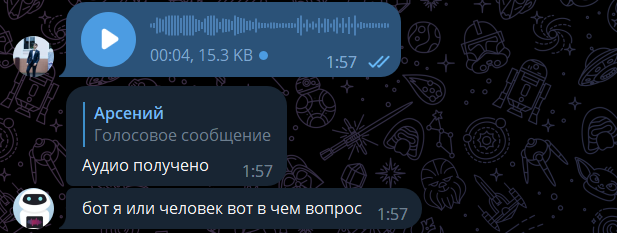 00:04, 15.3 KB
1:57
Арсений
Голосовое сообщение
Аудио получено
1:57
бот я или человек вот в чем вопрос
1:57